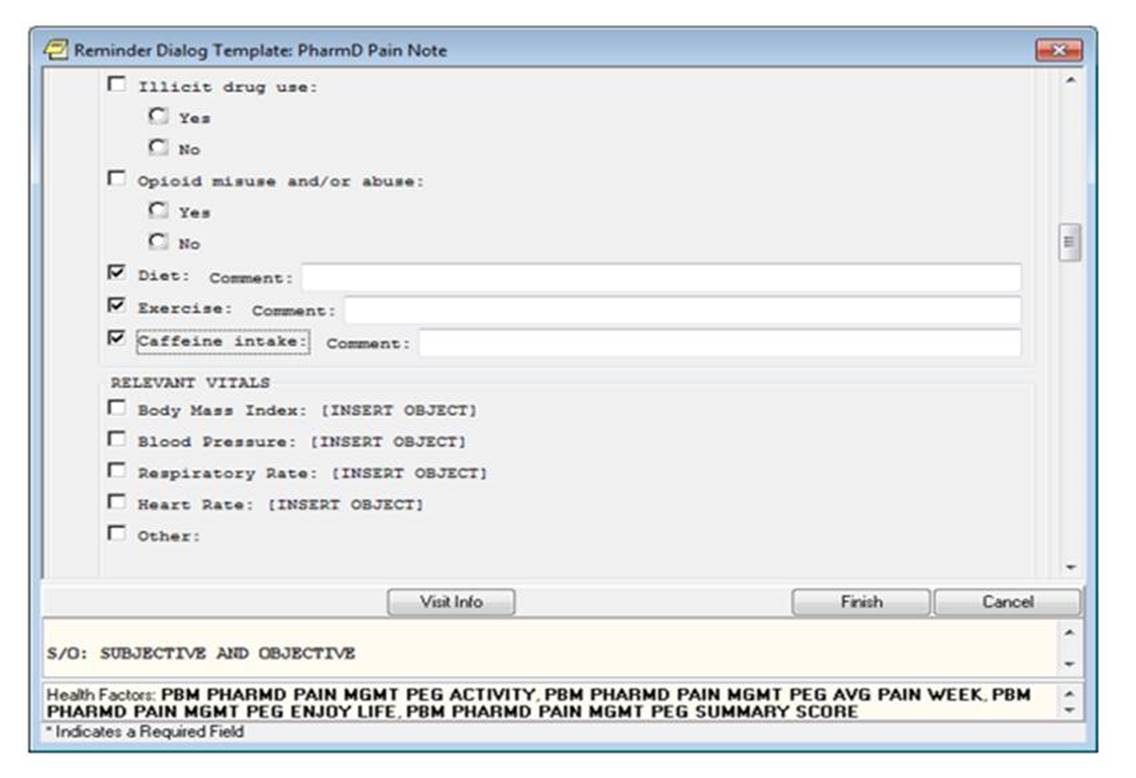 Reminder Dialog Template: PharmD Pain Note
Illicit drug use:
Yes
No
Opioid misuse and/or abuse:
Yes
No
Diet: Comment:
Exercise: Comment:
Caffeine intake: Comment:
RELEVANT VITALS
Body Mass Index: [INSERT OBJECT]
Blood Pressure: [INSERT OBJECT]
Respiratory Rate: [INSERT OBJECT]
Heart Rate: [INSERT OBJECT]
Other:
Visit Info Finish Cancel
S/O: SUBJECTIVE AND OBJECTIVE
Health Factors: PBM PHARMD PAIN MGMT PEG ACTIVITY, PBM PHARMD PAIN MGMT PEG AVG PAIN WEEK, PBM
PHARMD PAIN MGMT PEG ENJOY LIFE, PBM PHARMD PAIN MGMT PEG SUMMARY SCORE
* Indicates a Required Field